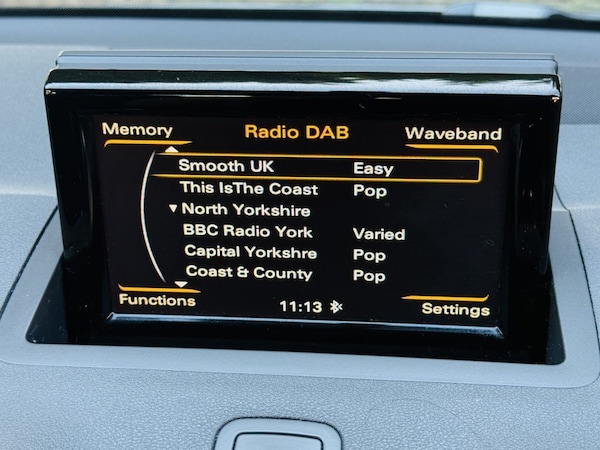 Memory Radio DAB Waveband
Smooth UK Easy
This IsThe Coast Pop
North Yorkshire
BBC Radio York Varied
Capital Yorkshre Pop
Coast & County Pop
Functions 11:13 Settings